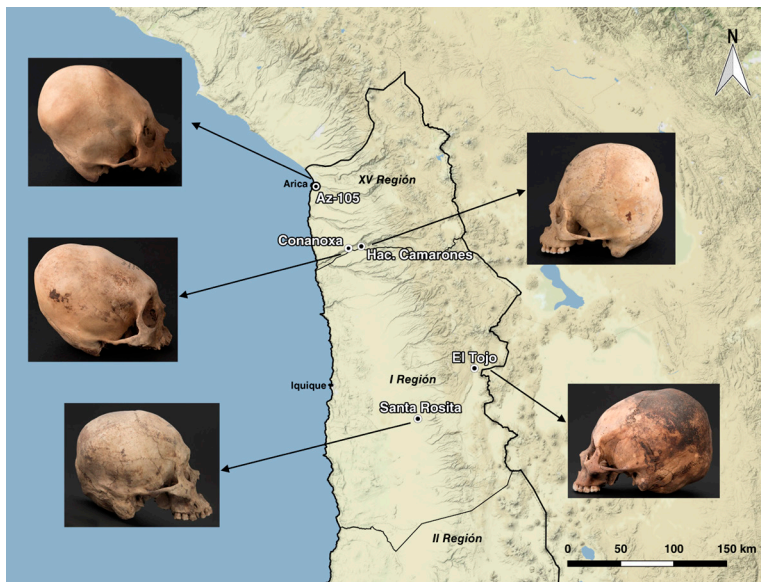 N
XV Región
Arica
Az-105
Conanoxa
Hac. Camarones
El Tojo
I Región
Iquique
Santa Rosita
II Región
0 50 100 150 km